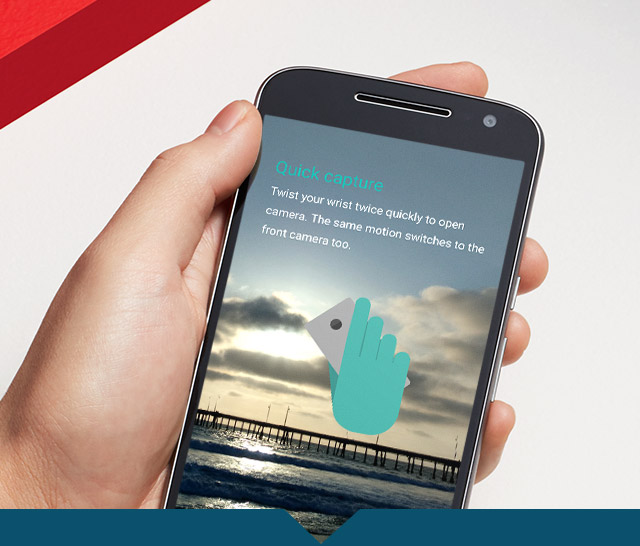 Quick capture
Twist your wrist twice quickly to open
camera. The same motion switches to the
front camera too.